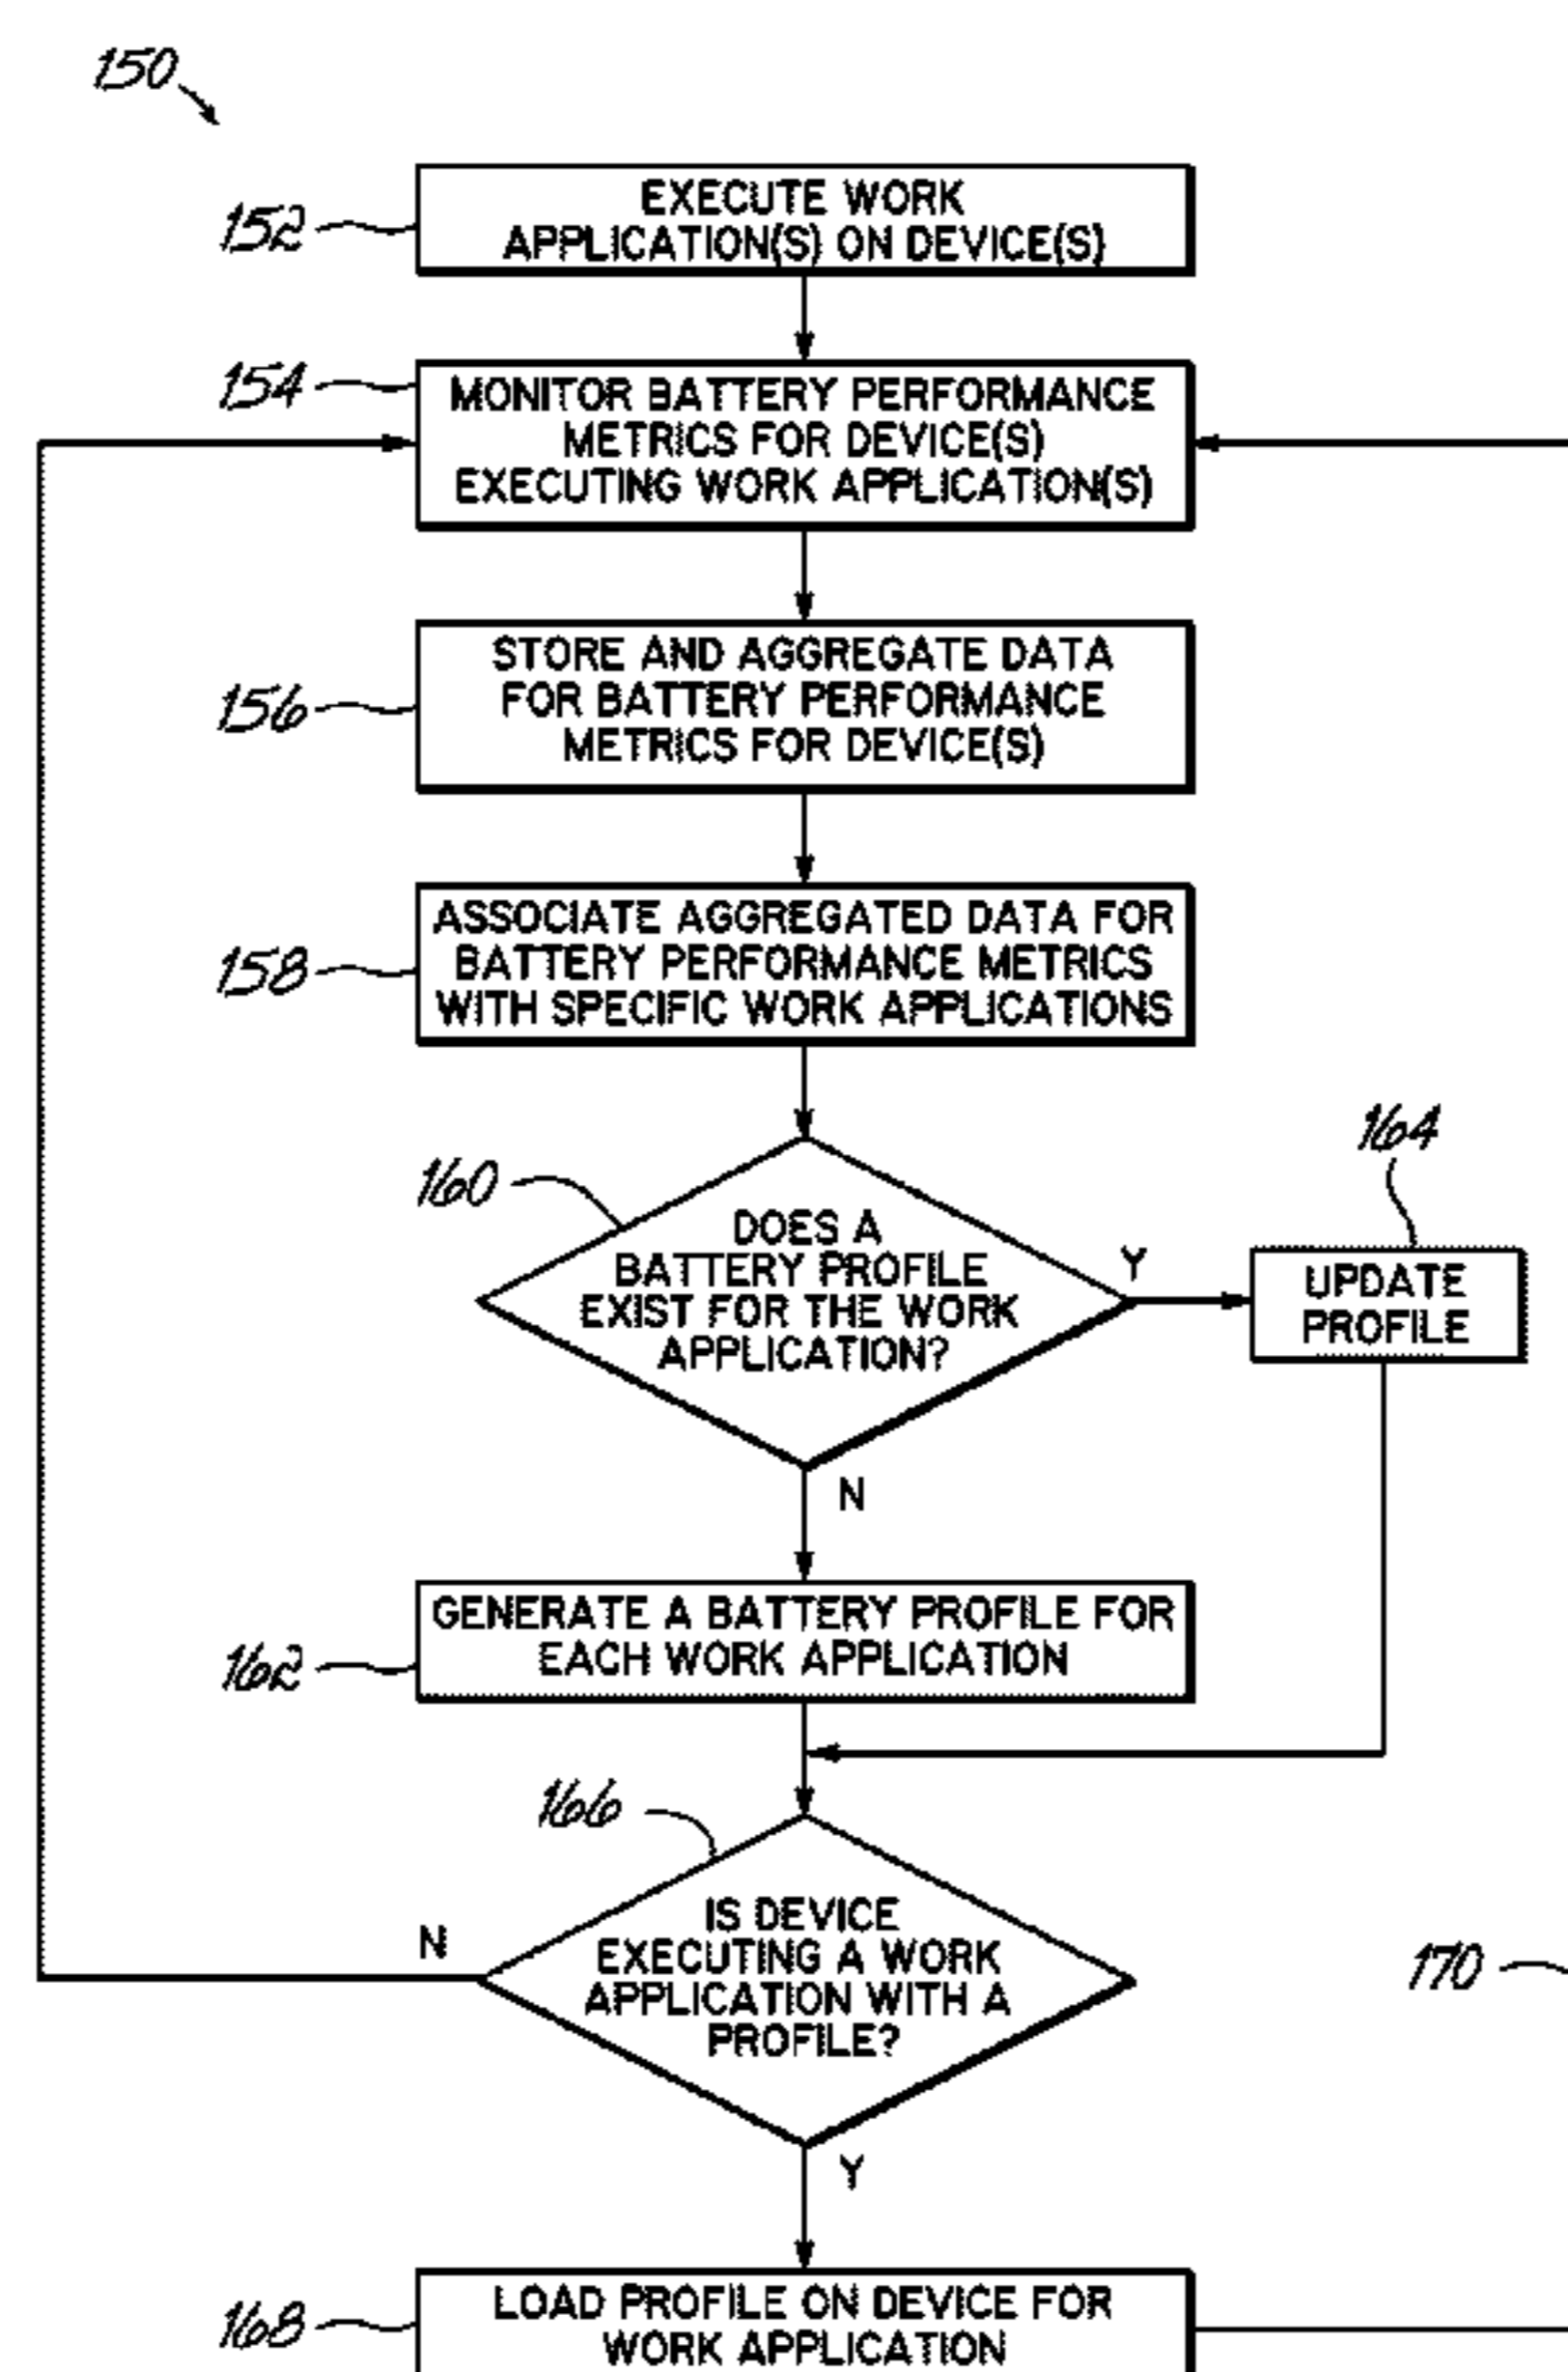 150
152
EXECUTE WORK
APPLICATION(S) ON DEVICE(S)
154
MONITOR BATTERY PERFORMANCE
METRICS FOR DEVICE(S)
EXECUTING WORK APPLICATION(S)
156
STORE AND AGGREGATE DATA
FOR BATTERY PERFORMANCE
METRICS FOR DEVICE(S)
158
ASSOCIATE AGGREGATED DATA FOR
BATTERY PERFORMANCE METRICS
WITH SPECIFIC WORK APPLICATIONS
160
DOES A
BATTERY PROFILE
EXIST FOR THE WORK
APPLICATION?
Y
164
UPDATE
PROFILE
N
162
GENERATE A BATTERY PROFILE FOR
EACH WORK APPLICATION
166
IS DEVICE
EXECUTING A WORK
APPLICATION WITH A
PROFILE?
N
170
Y
168
LOAD PROFILE ON DEVICE FOR
WORK APPLICATION